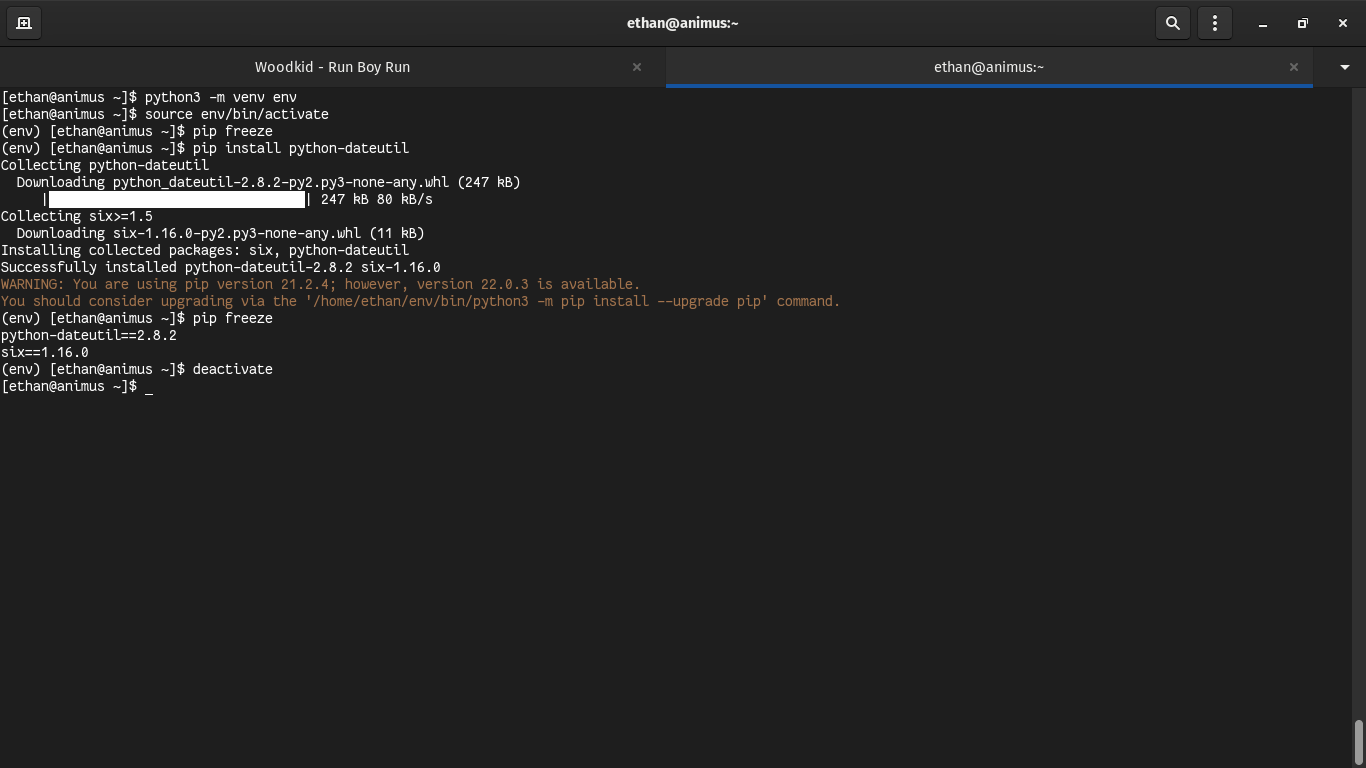 ethan@animus:~
Woodkid - Run Boy Run
ethan@animus:~
[ethan@animus ~]$ python3 -m venv env
[ethan@animus ~]$ source env/bin/activate
(env) [ethan@animus ~]$ pip freeze
(env) [ethan@animus ~]$ pip install python-dateutil
Collecting python-dateutil
  Downloading python_dateutil-2.8.2-py2.py3-none-any.whl (247 kB)
     |████████████████████████████████| 247 kB 80 kB/s
Collecting six>=1.5
  Downloading six-1.16.0-py2.py3-none-any.whl (11 kB)
Installing collected packages: six, python-dateutil
Successfully installed python-dateutil-2.8.2 six-1.16.0
WARNING: You are using pip version 21.2.4; however, version 22.0.3 is available.
You should consider upgrading via the '/home/ethan/env/bin/python3 -m pip install --upgrade pip' command.
(env) [ethan@animus ~]$ pip freeze
python-dateutil==2.8.2
six==1.16.0
(env) [ethan@animus ~]$ deactivate
[ethan@animus ~]$ _